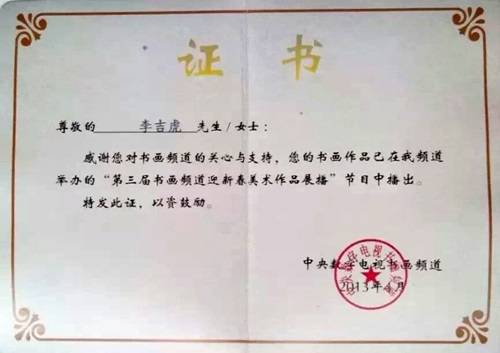 证 书
尊敬的 李吉虎 先生/女士：
感谢您对书画频道的关心与支持，您的书画作品已在我频道
举办的“第三届书画频道迎新春美术作品展播”节目中播出。
特发此证，以资鼓励。
中央数字电视书画频道
2013年4月